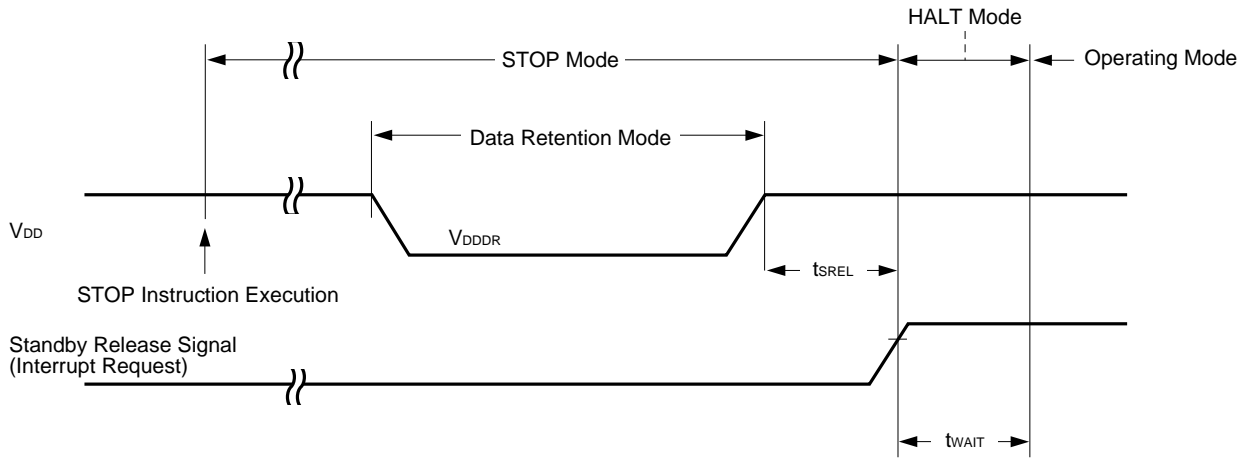 HALT Mode
STOP Mode
Operating Mode
Data Retention Mode
VDD
VDDDR
tSREL
STOP Instruction Execution
Standby Release Signal
(Interrupt Request)
tWAIT